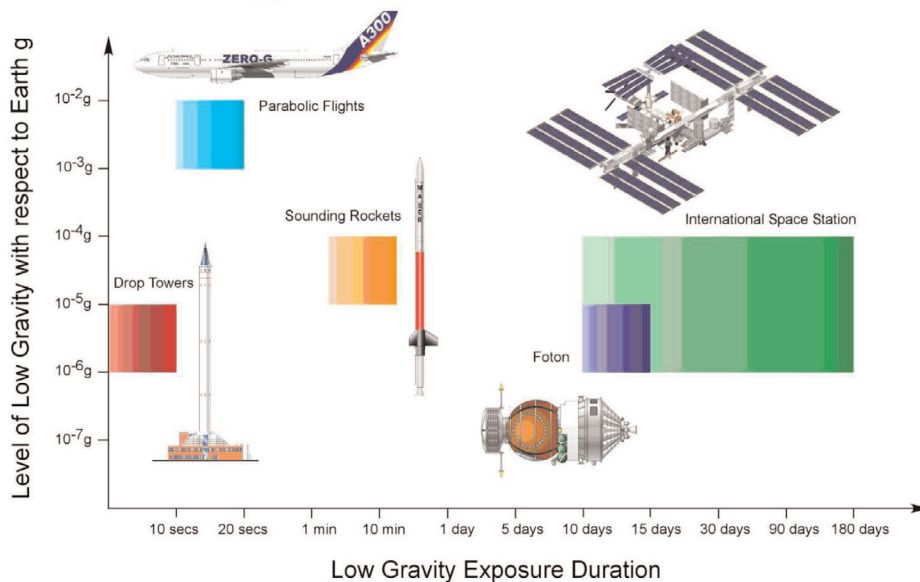 Level of Low Gravity with respect to Earth g
A300
ZERO-G
10⁻²g
Parabolic Flights
10⁻³g
MASER
Sounding Rockets
International Space Station
10⁻⁴g
Drop Towers
10⁻⁵g
Foton
10⁻⁶g
10⁻⁷g
10 secs 20 secs 1 min 10 min 1 day 5 days 10 days 15 days 30 days 90 days 180 days
Low Gravity Exposure Duration